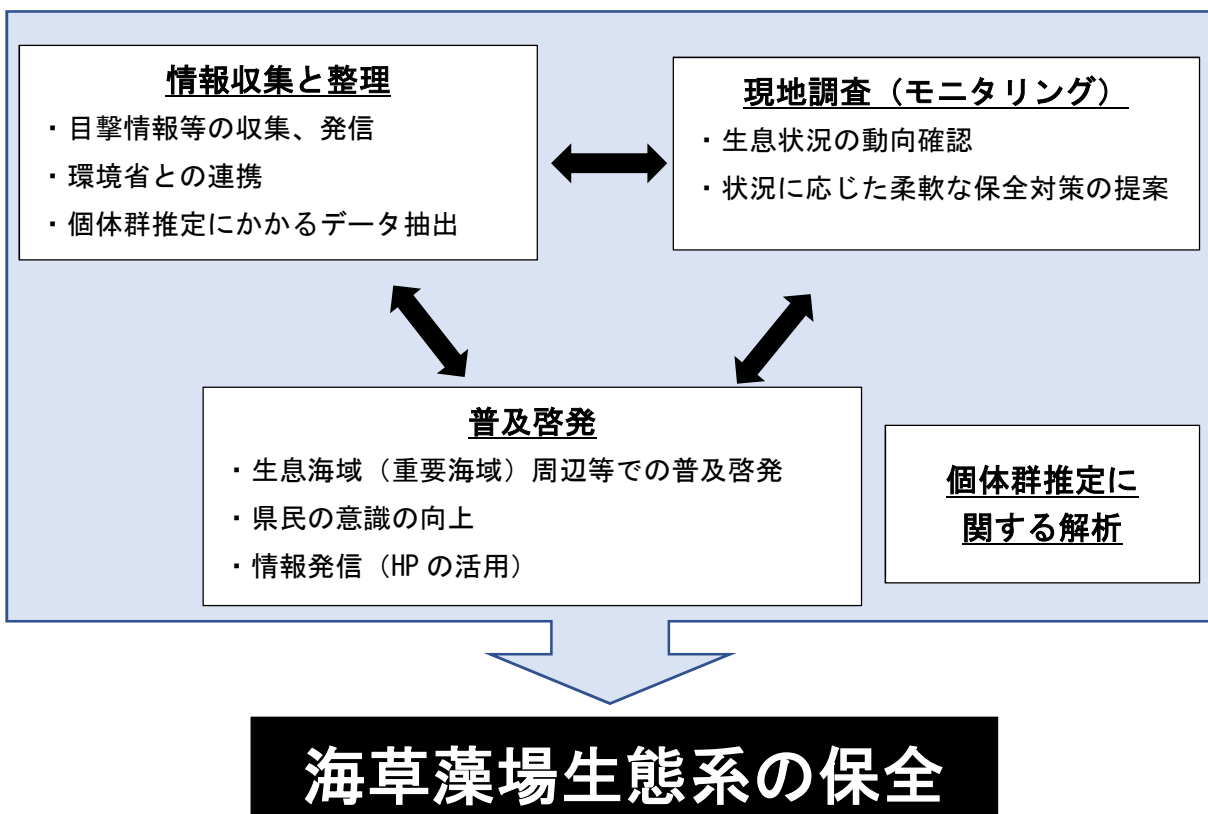 情報収集と整理
・目撃情報等の収集、発信
・環境省との連携
・個体群推定にかかるデータ抽出
現地調査（モニタリング）
・生息状況の動向確認
・状況に応じた柔軟な保全対策の提案
普及啓発
・生息海域（重要海域）周辺等での普及啓発
・県民の意識の向上
・情報発信（HPの活用）
個体群推定に
関する解析
海草藻場生態系の保全